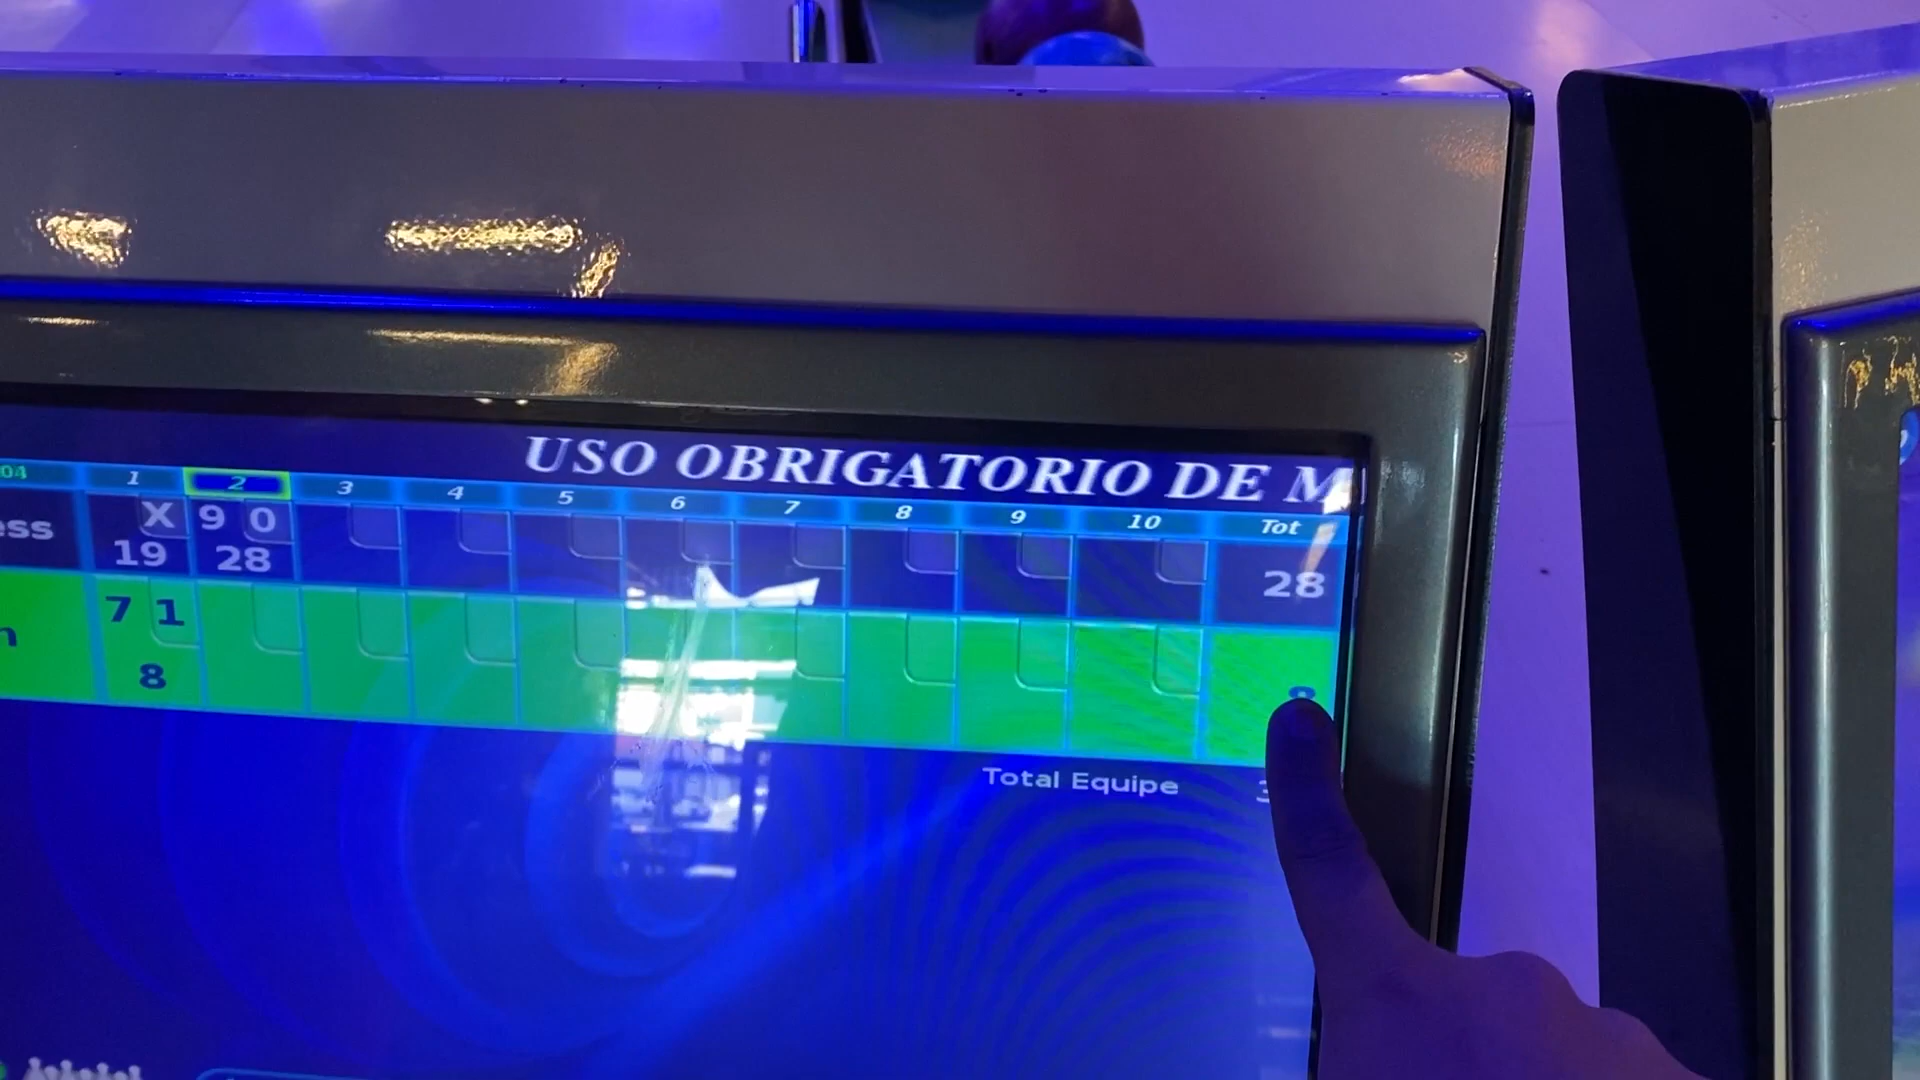 USO OBRIGATORIO DE M
04 1 2 3 4 5 6 7 8 9 10 Tot
ess X 9 0
19 28 28
7 1
n 8 8
Total Equipe 3